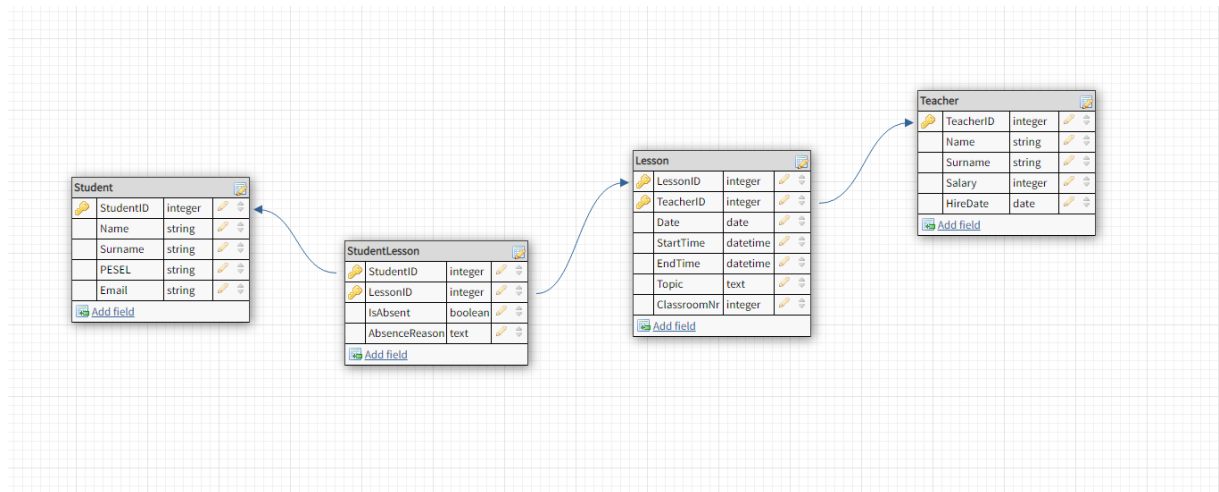 Student
StudentID integer
Name string
Surname string
PESEL string
Email string
Add field
StudentLesson
StudentID integer
LessonID integer
IsAbsent boolean
AbsenceReason text
Add field
Lesson
LessonID integer
TeacherID integer
Date date
StartTime datetime
EndTime datetime
Topic text
ClassroomNr integer
Add field
Teacher
TeacherID integer
Name string
Surname string
Salary integer
HireDate date
Add field